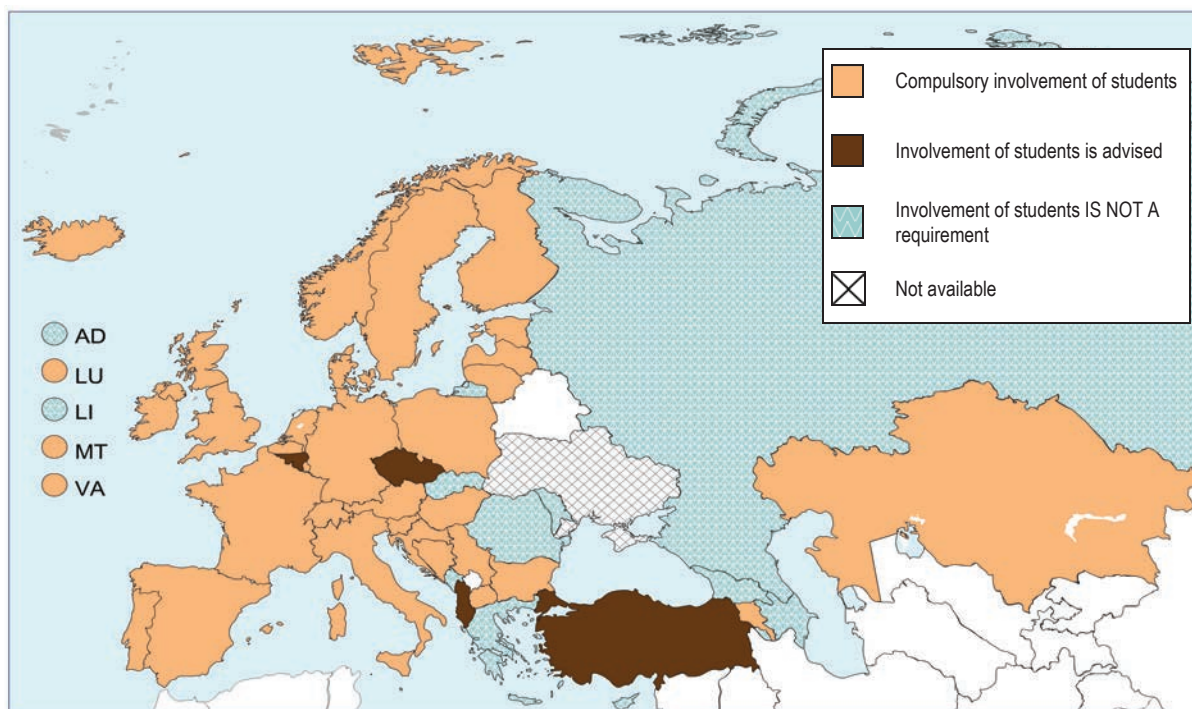 Compulsory involvement of students
Involvement of students is advised
Involvement of students IS NOT A
requirement
Not available
AD
LU
LI
MT
VA